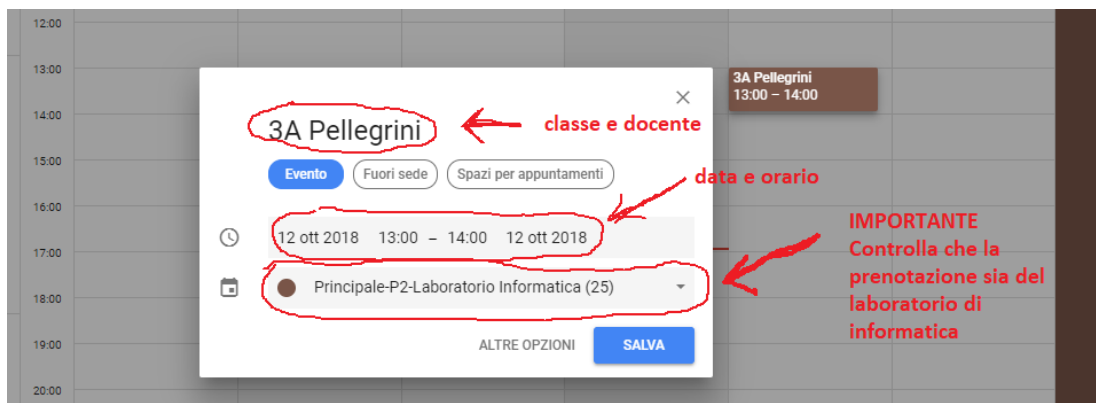 12:00
13:00
14:00
15:00
16:00
17:00
18:00
19:00
20:00
3A Pellegrini
13:00 – 14:00
3A Pellegrini
classe e docente
Evento
Fuori sede
Spazi per appuntamenti
data e orario
12 ott 2018 13:00 – 14:00 12 ott 2018
Principale-P2-Laboratorio Informatica (25)
IMPORTANTE
Controlla che la
prenotazione sia del
laboratorio di
informatica
ALTRE OPZIONI
SALVA